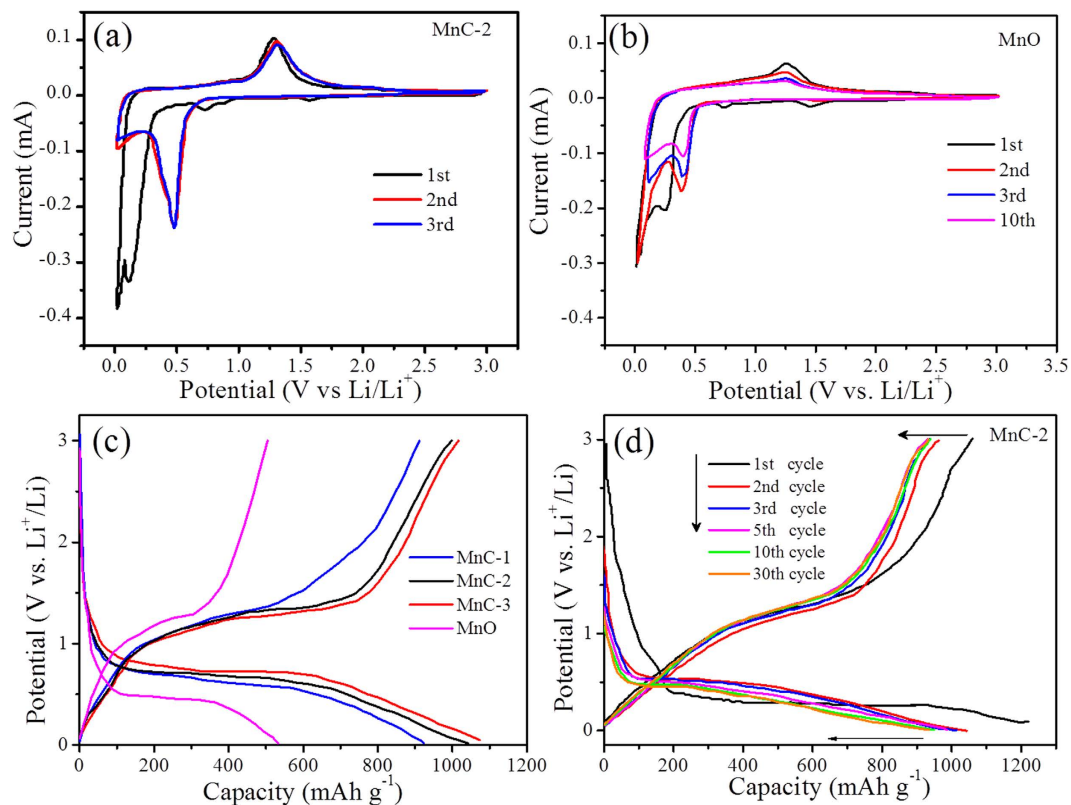 (a)
MnC-2
0.1
0.0
-0.1
-0.2
-0.3
-0.4
Current (mA)
1st
2nd
3rd
0.0 0.5 1.0 1.5 2.0 2.5 3.0
Potential (V vs Li/Li⁺)
(b)
MnO
0.1
0.0
-0.1
-0.2
-0.3
-0.4
Current (mA)
1st
2nd
3rd
10th
0.0 0.5 1.0 1.5 2.0 2.5 3.0 3.5
Potential (V vs. Li/Li⁺)
(c)
3
2
1
0
Potential (V vs. Li⁺/Li)
MnC-1
MnC-2
MnC-3
MnO
0 200 400 600 800 1000 1200
Capacity (mAh g⁻¹)
(d)
MnC-2
3
2
1
0
Potential (V vs. Li⁺/Li)
1st cycle
2nd cycle
3rd cycle
5th cycle
10th cycle
30th cycle
0 200 400 600 800 1000 1200
Capacity (mAh g⁻¹)